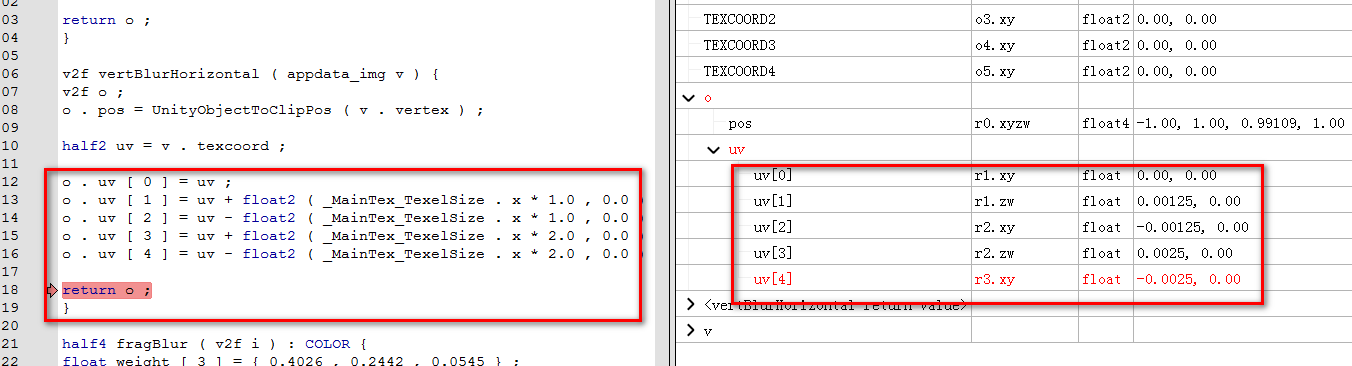 02
03 return o ;
04 }
05
06 v2f vertBlurHorizontal ( appdata_img v ) {
07 v2f o ;
08 o . pos = UnityObjectToClipPos ( v . vertex ) ;
09
10 half2 uv = v . texcoord ;
11
12 o . uv [ 0 ] = uv ;
13 o . uv [ 1 ] = uv + float2 ( _MainTex_TexelSize . x * 1.0 , 0.0 )
14 o . uv [ 2 ] = uv - float2 ( _MainTex_TexelSize . x * 1.0 , 0.0 )
15 o . uv [ 3 ] = uv + float2 ( _MainTex_TexelSize . x * 2.0 , 0.0 )
16 o . uv [ 4 ] = uv - float2 ( _MainTex_TexelSize . x * 2.0 , 0.0 )
17
18 return o ;
19 }
20
21 half4 fragBlur ( v2f i ) : COLOR {
22 float weight [ 3 ] = { 0.4026 , 0.2442 , 0.0545 } ;
TEXCOORD2 o3.xy float2 0.00, 0.00
TEXCOORD3 o4.xy float2 0.00, 0.00
TEXCOORD4 o5.xy float2 0.00, 0.00
o
pos r0.xyzw float4 -1.00, 1.00, 0.99109, 1.00
uv
uv[0] r1.xy float 0.00, 0.00
uv[1] r1.zw float 0.00125, 0.00
uv[2] r2.xy float -0.00125, 0.00
uv[3] r2.zw float 0.0025, 0.00
uv[4] r3.xy float -0.0025, 0.00
<vertBlurHorizontal return value>
v